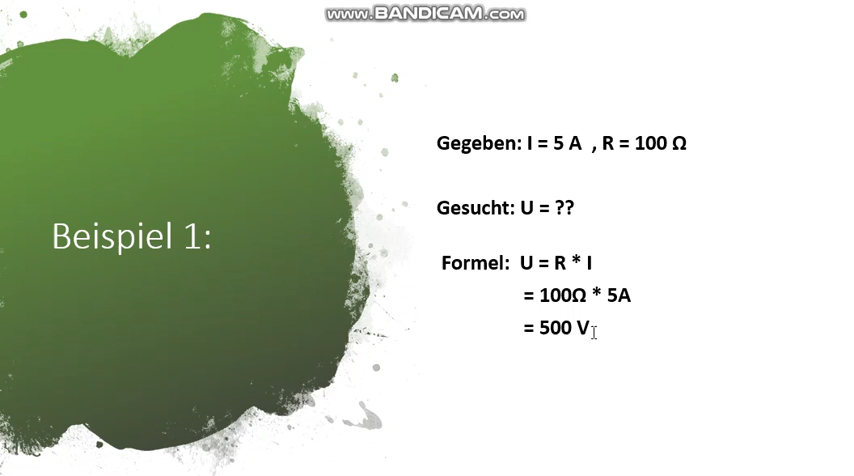 www.BANDICAM.com
Beispiel 1:
Gegeben: I = 5 A , R = 100 Ω
Gesucht: U = ??
Formel: U = R * I
= 100Ω * 5A
= 500 V